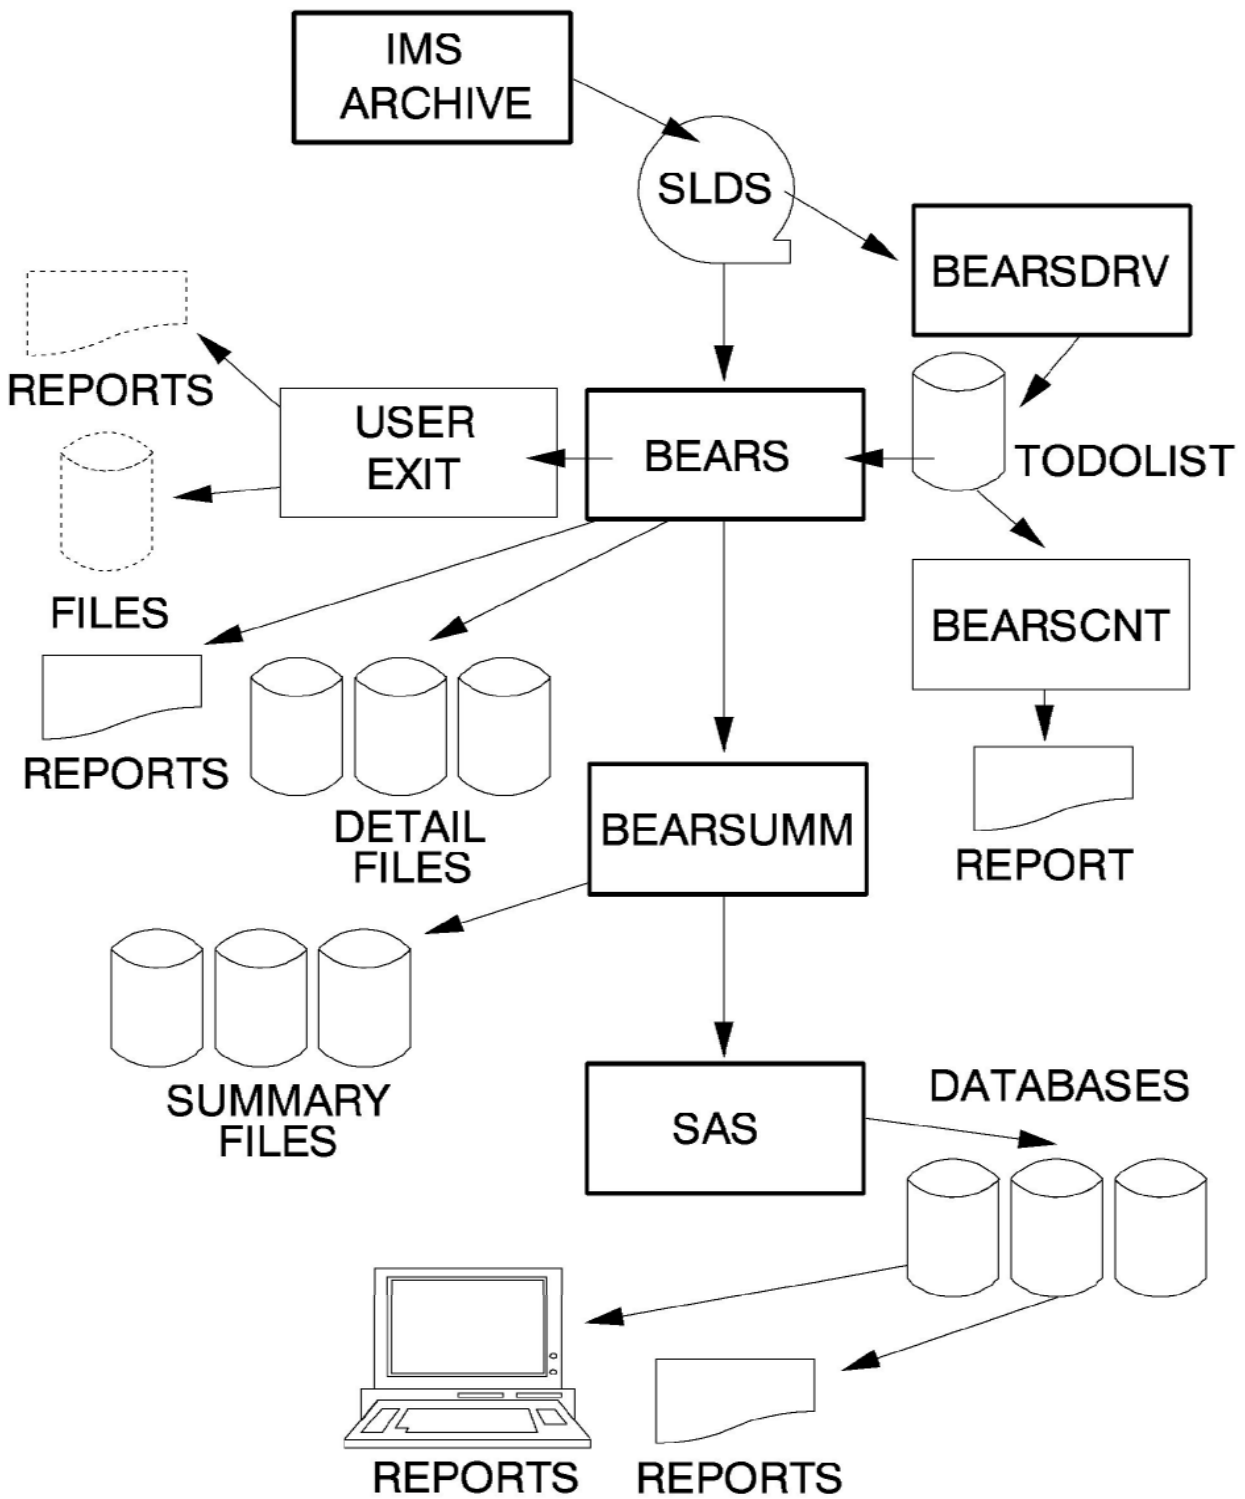 IMS
ARCHIVE
SLDS
BEARSDRV
REPORTS
USER
EXIT
BEARS
TODOLIST
FILES
BEARSCNT
REPORTS
DETAIL
FILES
BEARSUMM
REPORT
SUMMARY
FILES
SAS
DATABASES
REPORTS
REPORTS